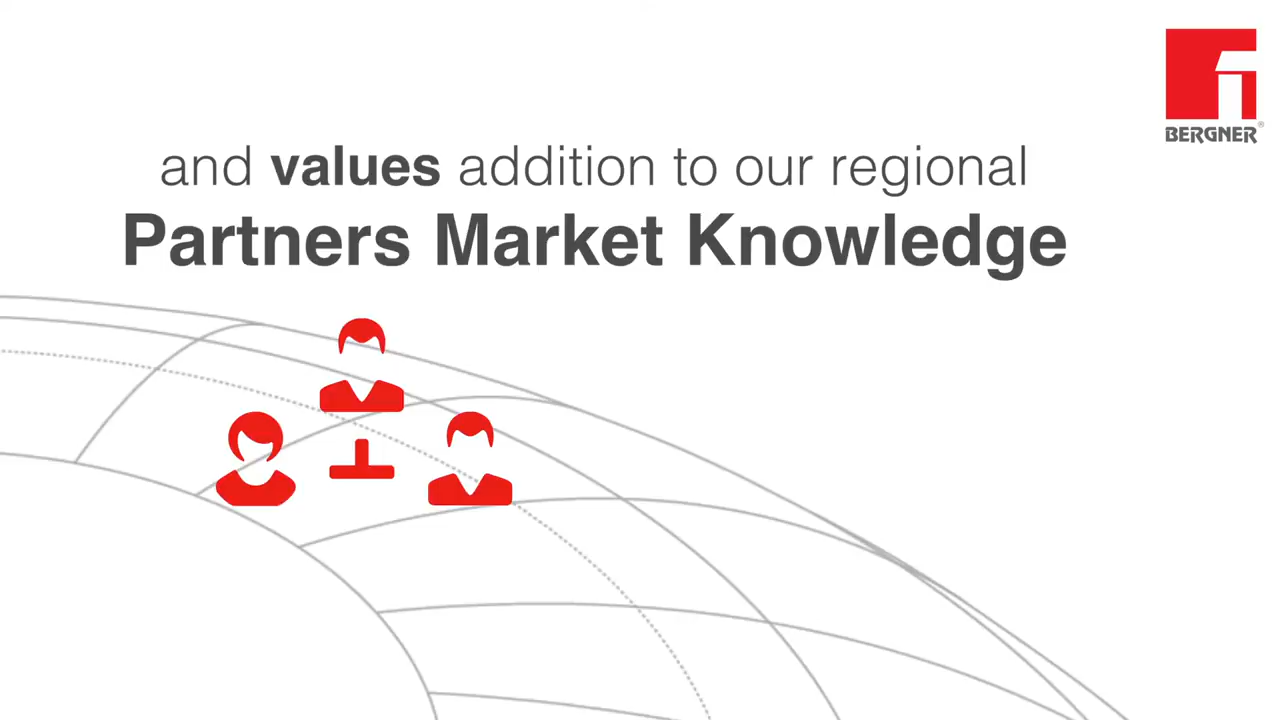 BERGNER®
and values addition to our regional
Partners Market Knowledge